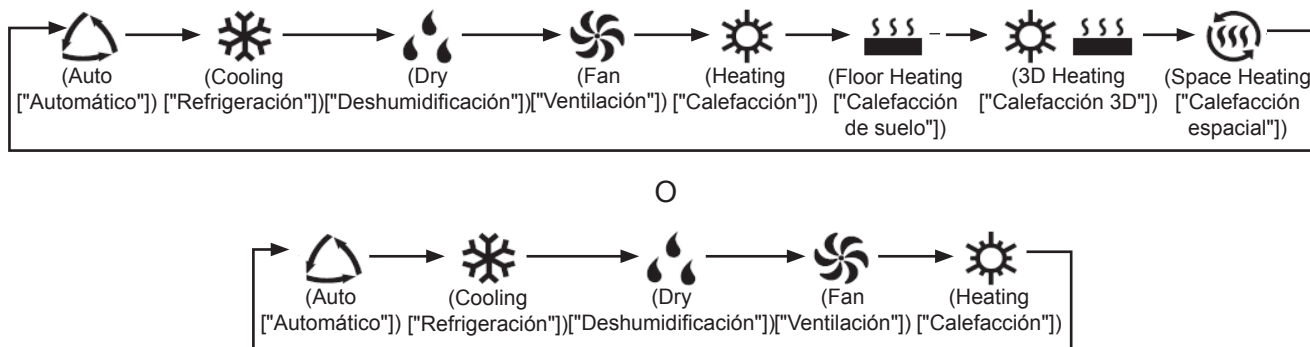 (Auto (Cooling (Dry (Fan (Heating (Floor Heating (3D Heating (Space Heating
["Automático"]) ["Refrigeración"]) ["Deshumidificación"]) ["Ventilación"]) ["Calefacción"]) ["Calefacción ["Calefacción 3D"]) ["Calefacción
de suelo"]) espacial"])
O
(Auto (Cooling (Dry (Fan (Heating
["Automático"]) ["Refrigeración"]) ["Deshumidificación"]) ["Ventilación"]) ["Calefacción"])